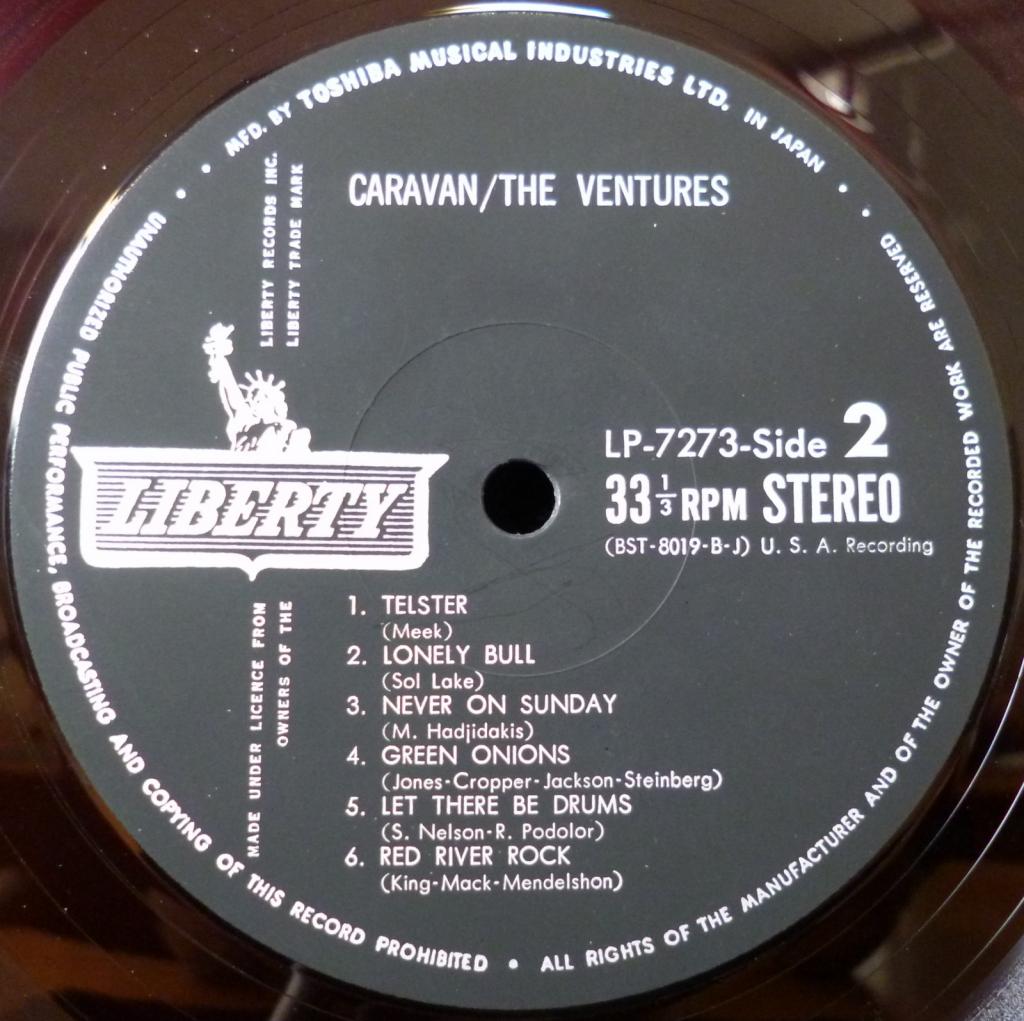 MFD. BY TOSHIBA MUSICAL INDUSTRIES LTD. IN JAPAN
LIBERTY RECORDS INC.
LIBERTY TRADE MARK
CARAVAN/THE VENTURES
LIBERTY
LP-7273-Side 2
33 1/3 RPM STEREO
(BST-8019-B-J) U. S. A. Recording
MADE UNDER LICENCE FROM
OWNERS OF THE
1. TELSTER
(Meek)
2. LONELY BULL
(Sol Lake)
3. NEVER ON SUNDAY
(M. Hadjidakis)
4. GREEN ONIONS
(Jones-Cropper-Jackson-Steinberg)
5. LET THERE BE DRUMS
(S. Nelson-R. Podolor)
6. RED RIVER ROCK
(King-Mack-Mendelshon)
UNAUTHORIZED PUBLIC PERFORMANCE, BROADCASTING AND COPYING OF THIS RECORD PROHIBITED
ALL RIGHTS OF THE MANUFACTURER AND OF THE OWNER OF THE RECORDED WORK ARE RESERVED